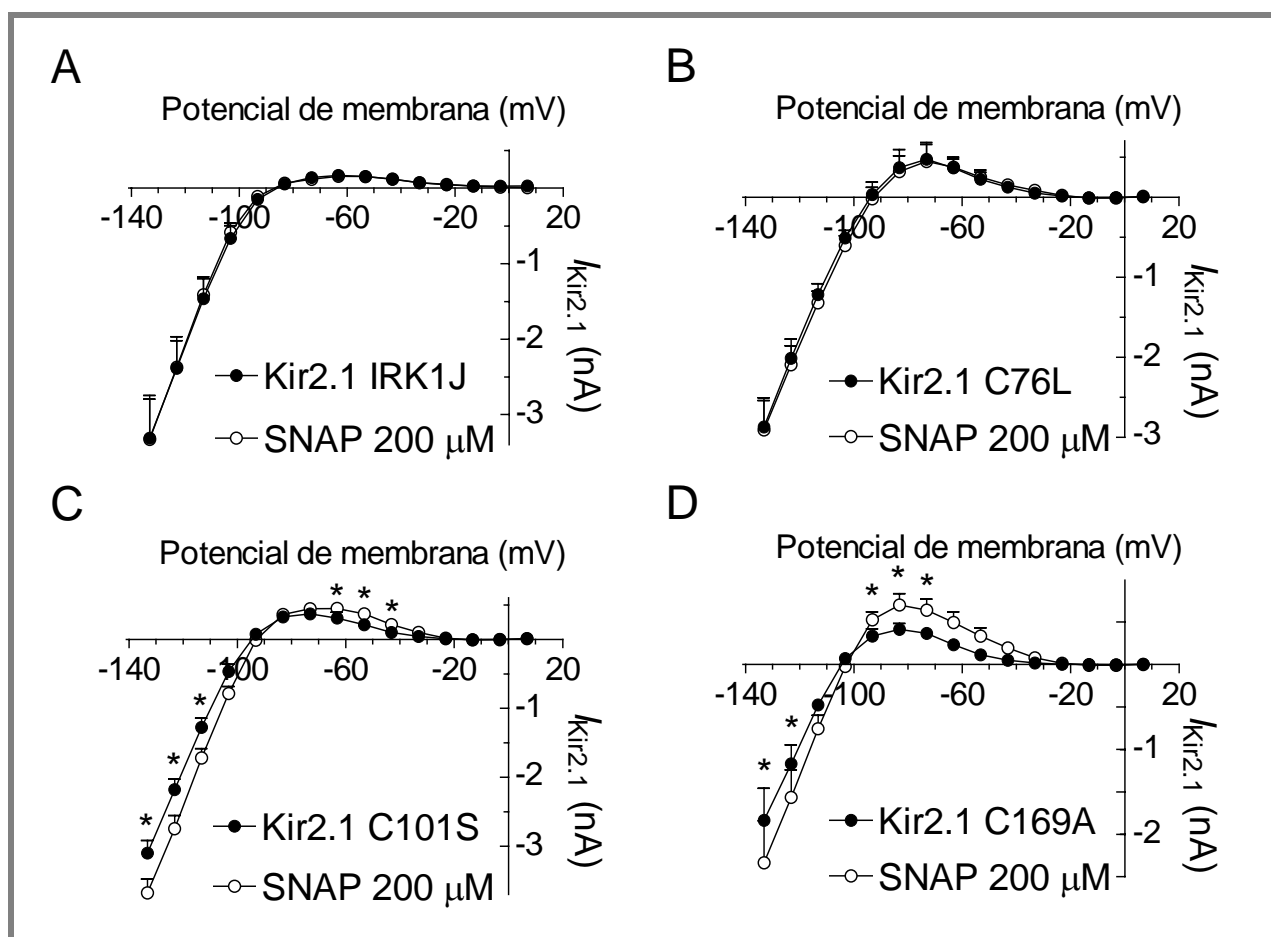 A
Potencial de membrana (mV)
-140 -100 -60 -20 20
-1
-2
-3
I Kir2.1 (nA)
Kir2.1 IRK1J
SNAP 200 μM
B
Potencial de membrana (mV)
-140 -100 -60 -20 20
-1
-2
-3
I Kir2.1 (nA)
Kir2.1 C76L
SNAP 200 μM
C
Potencial de membrana (mV)
* * *
-140 -100 -60 -20 20
-1
-2
-3
* * *
I Kir2.1 (nA)
Kir2.1 C101S
SNAP 200 μM
D
Potencial de membrana (mV)
* * *
-140 -100 -60 -20 20
-1
-2
* *
I Kir2.1 (nA)
Kir2.1 C169A
SNAP 200 μM